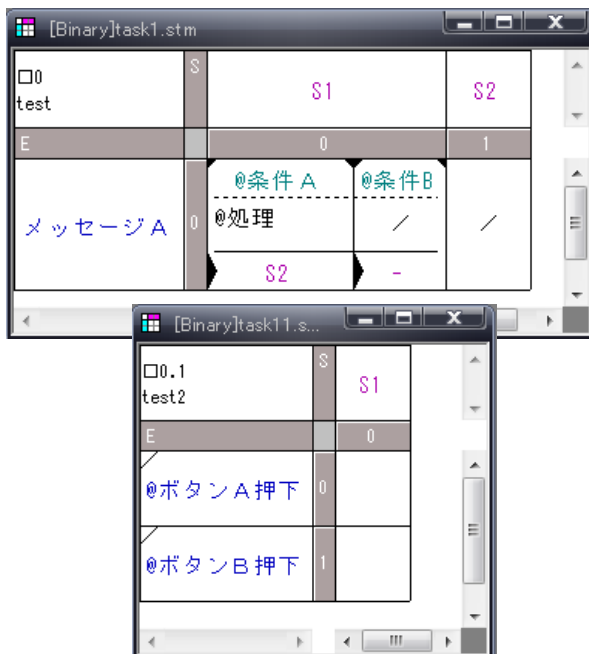 [Binary]task1.stm
□0
test
S
S1
S2
E
0
1
@条件A
@条件B
メッセージA
0
@処理
／
／
S2
-
[Binary]task11.s...
□0.1
test2
S
S1
E
0
@ボタンA押下
0
@ボタンB押下
1